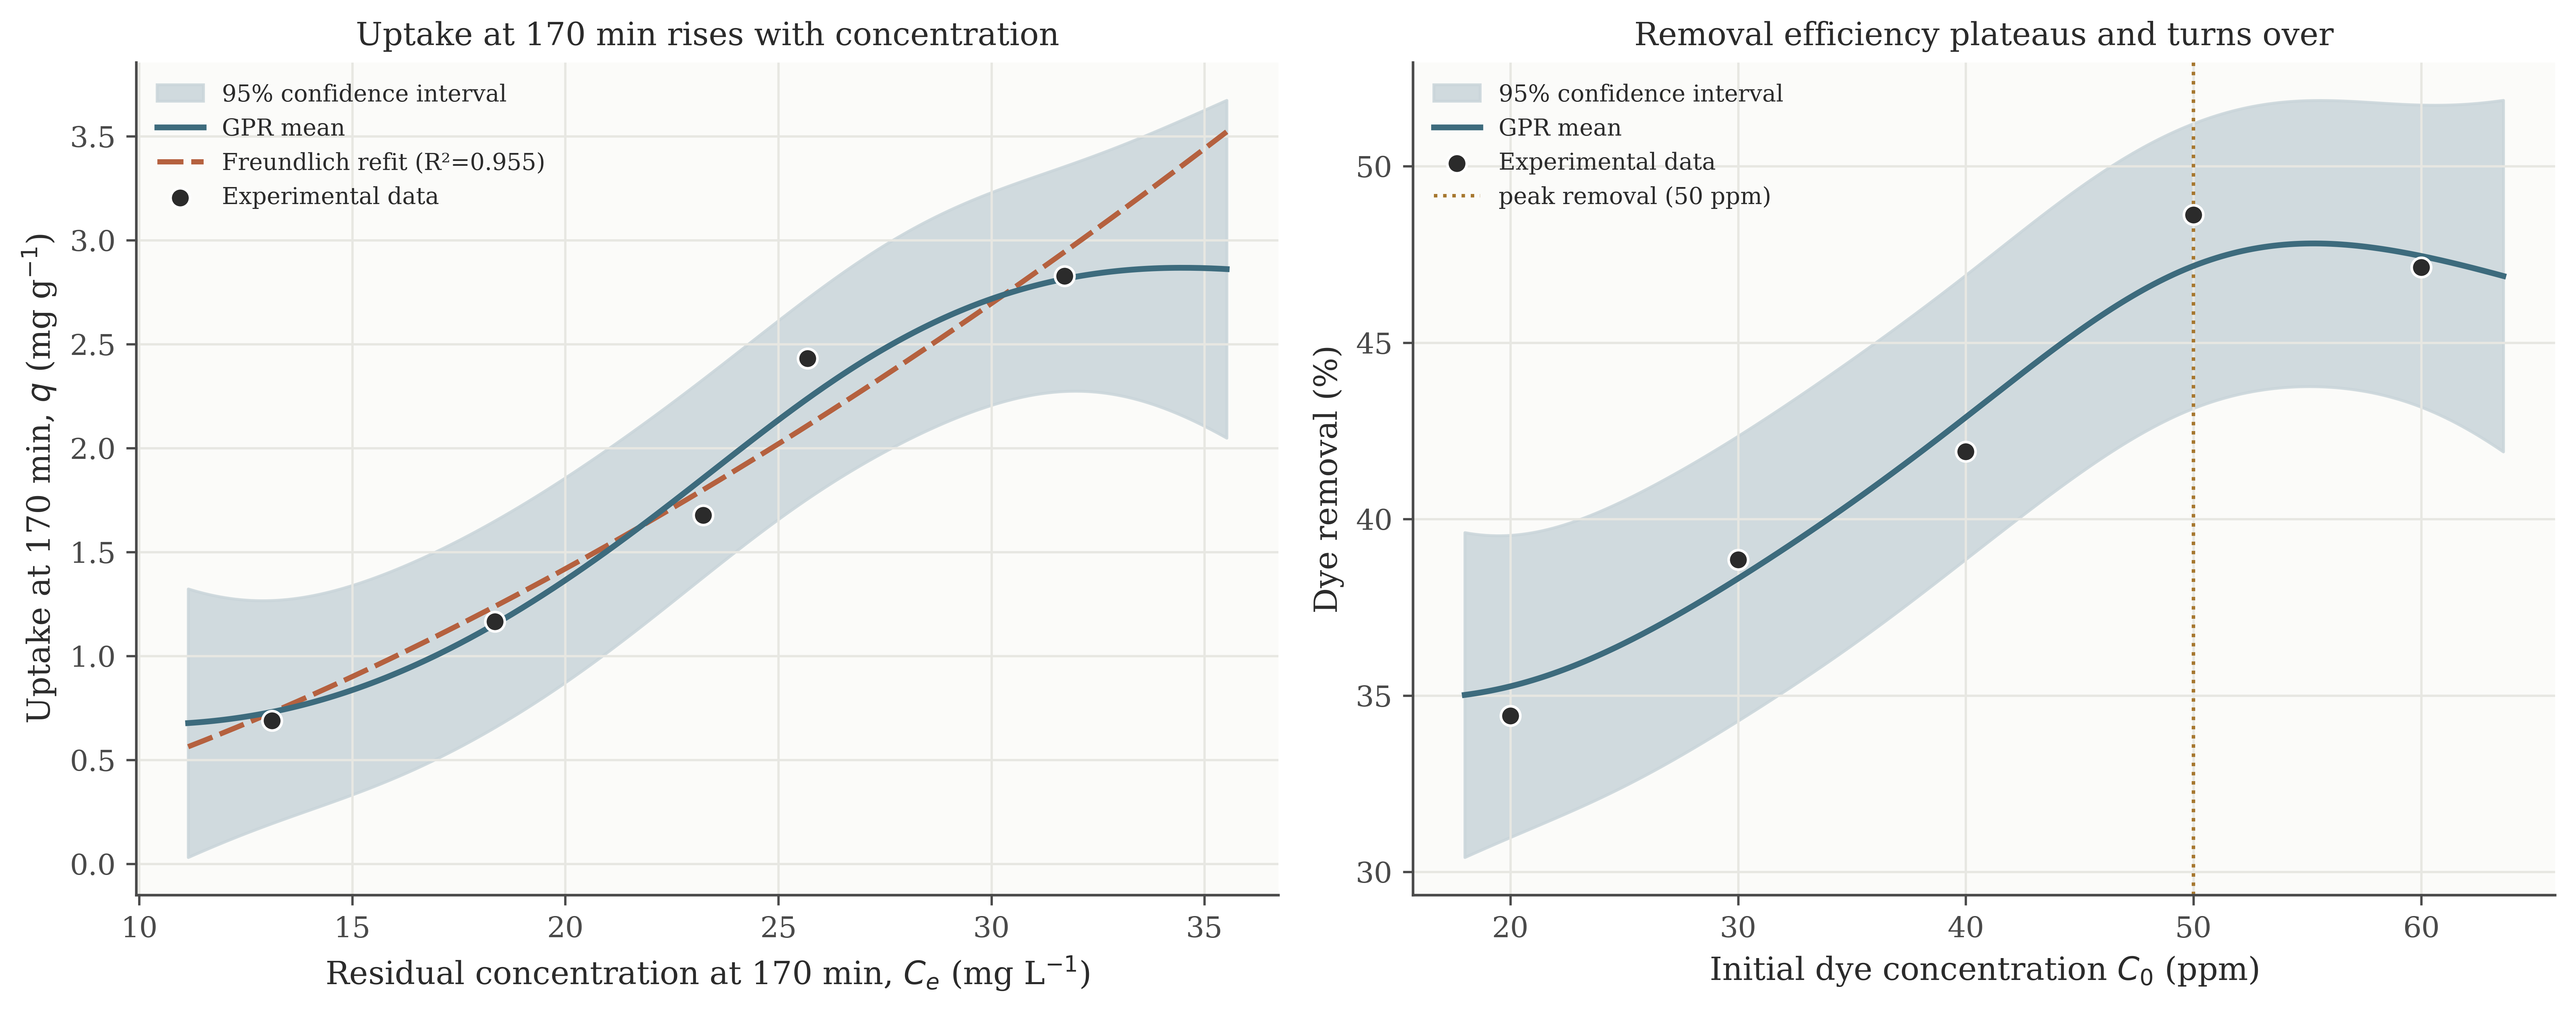 Uptake at 170 min rises with concentration
95% confidence interval
GPR mean
Freundlich refit (R²=0.955)
Experimental data
Uptake at 170 min, q (mg g⁻¹)
3.5
3.0
2.5
2.0
1.5
1.0
0.5
0.0
10 15 20 25 30 35
Residual concentration at 170 min, Cₑ (mg L⁻¹)
Removal efficiency plateaus and turns over
95% confidence interval
GPR mean
Experimental data
peak removal (50 ppm)
Dye removal (%)
50
45
40
35
30
20 30 40 50 60
Initial dye concentration C₀ (ppm)